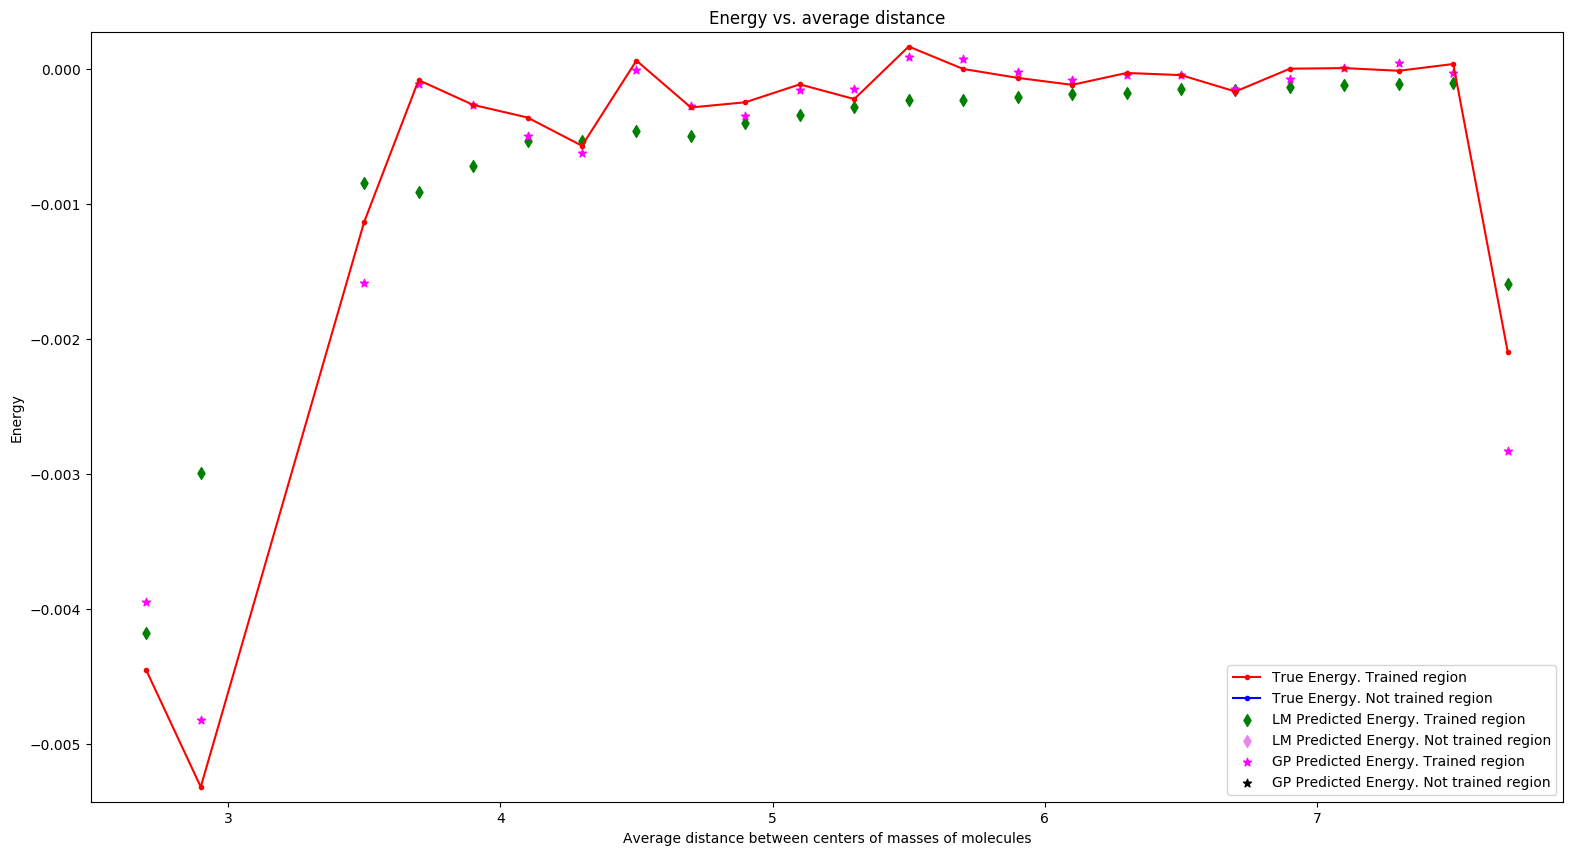 Energy vs. average distance
0.000
−0.001
−0.002
−0.003
−0.004
−0.005
Energy
3 4 5 6 7
Average distance between centers of masses of molecules
True Energy. Trained region
True Energy. Not trained region
LM Predicted Energy. Trained region
LM Predicted Energy. Not trained region
GP Predicted Energy. Trained region
GP Predicted Energy. Not trained region